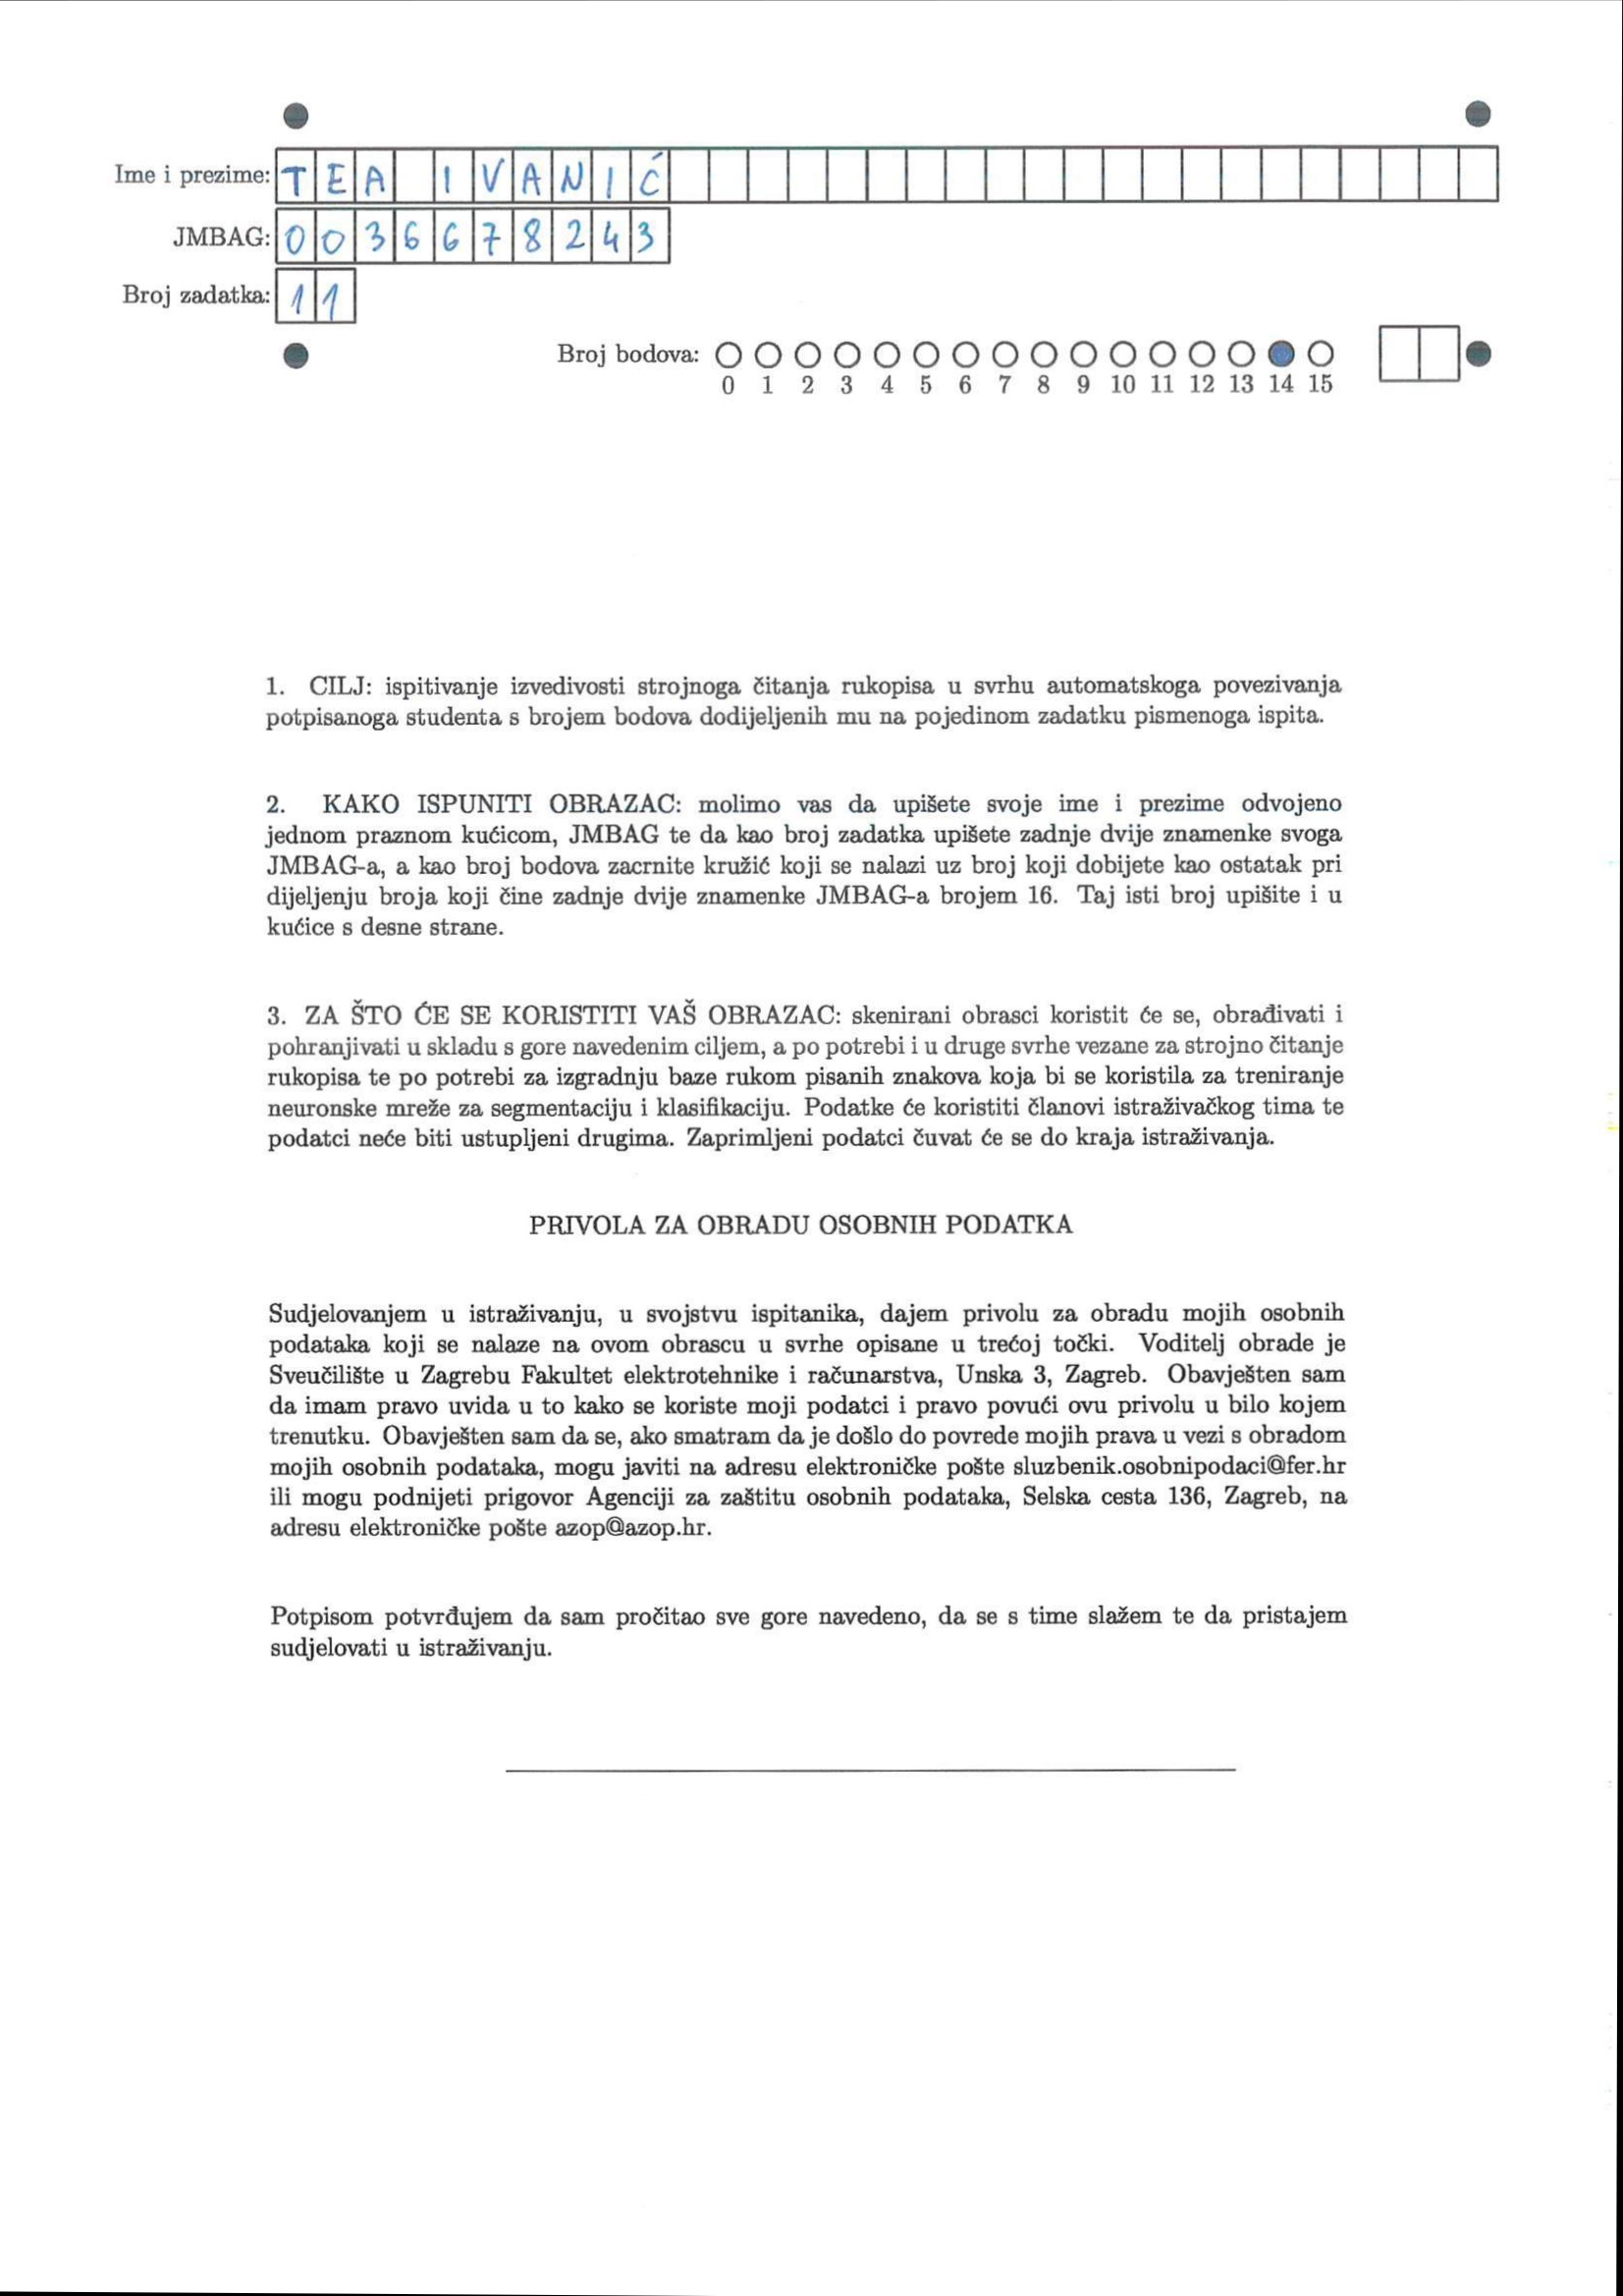 Ime i prezime: TEA IVANIĆ
JMBAG: 0036678243
Broj zadatka: 11
Broj bodova:
0 1 2 3 4 5 6 7 8 9 10 11 12 13 14 15
1. CILJ: ispitivanje izvedivosti strojnoga čitanja rukopisa u svrhu automatskoga povezivanja
potpisanoga studenta s brojem bodova dodijeljenih mu na pojedinom zadatku pismenoga ispita.
2. KAKO ISPUNITI OBRAZAC: molimo vas da upišete svoje ime i prezime odvojeno
jednom praznom kućicom, JMBAG te da kao broj zadatka upišete zadnje dvije znamenke svoga
JMBAG-a, a kao broj bodova zacrnite kružić koji se nalazi uz broj koji dobijete kao ostatak pri
dijeljenju broja koji čine zadnje dvije znamenke JMBAG-a brojem 16. Taj isti broj upišite i u
kućice s desne strane.
3. ZA ŠTO ĆE SE KORISTITI VAŠ OBRAZAC: skenirani obrasci koristit će se, obrađivati i
pohranjivati u skladu s gore navedenim ciljem, a po potrebi i u druge svrhe vezane za strojno čitanje
rukopisa te po potrebi za izgradnju baze rukom pisanih znakova koja bi se koristila za treniranje
neuronske mreže za segmentaciju i klasifikaciju. Podatke će koristiti članovi istraživačkog tima te
podatci neće biti ustupljeni drugima. Zaprimljeni podatci čuvat će se do kraja istraživanja.
PRIVOLA ZA OBRADU OSOBNIH PODATKA
Sudjelovanjem u istraživanju, u svojstvu ispitanika, dajem privolu za obradu mojih osobnih
podataka koji se nalaze na ovom obrascu u svrhe opisane u trećoj točki. Voditelj obrade je
Sveučilište u Zagrebu Fakultet elektrotehnike i računarstva, Unska 3, Zagreb. Obavješten sam
da imam pravo uvida u to kako se koriste moji podatci i pravo povući ovu privolu u bilo kojem
trenutku. Obavješten sam da se, ako smatram da je došlo do povrede mojih prava u vezi s obradom
mojih osobnih podataka, mogu javiti na adresu elektroničke pošte sluzbenik.osobnipodaci@fer.hr
ili mogu podnijeti prigovor Agenciji za zaštitu osobnih podataka, Selska cesta 136, Zagreb, na
adresu elektroničke pošte azop@azop.hr.
Potpisom potvrđujem da sam pročitao sve gore navedeno, da se s time slažem te da pristajem
sudjelovati u istraživanju.